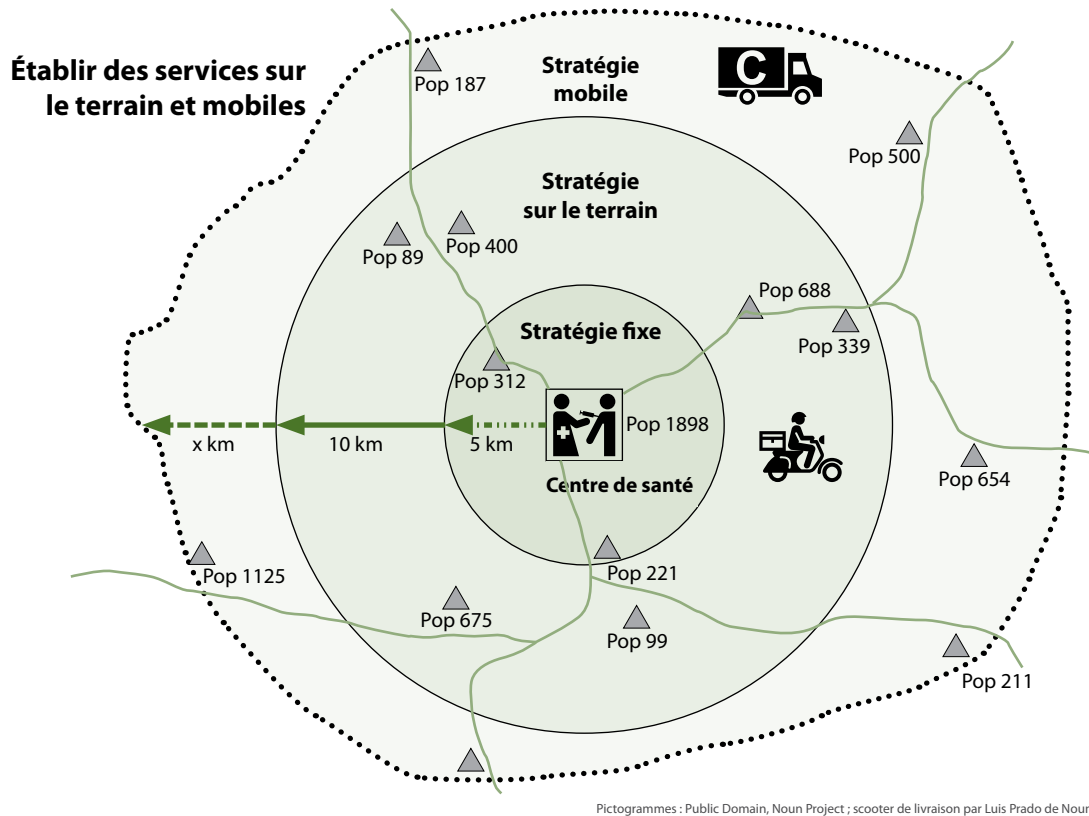 Établir des services sur
le terrain et mobiles
Pop 187
Stratégie
mobile
C
Pop 500
Stratégie
sur le terrain
Pop 89
Pop 400
Pop 688
Pop 339
Stratégie fixe
Pop 312
Pop 1898
x km
10 km
5 km
Centre de santé
Pop 654
Pop 1125
Pop 221
Pop 675
Pop 99
Pop 211
Pictogrammes : Public Domain, Noun Project ; scooter de livraison par Luis Prado de Nour